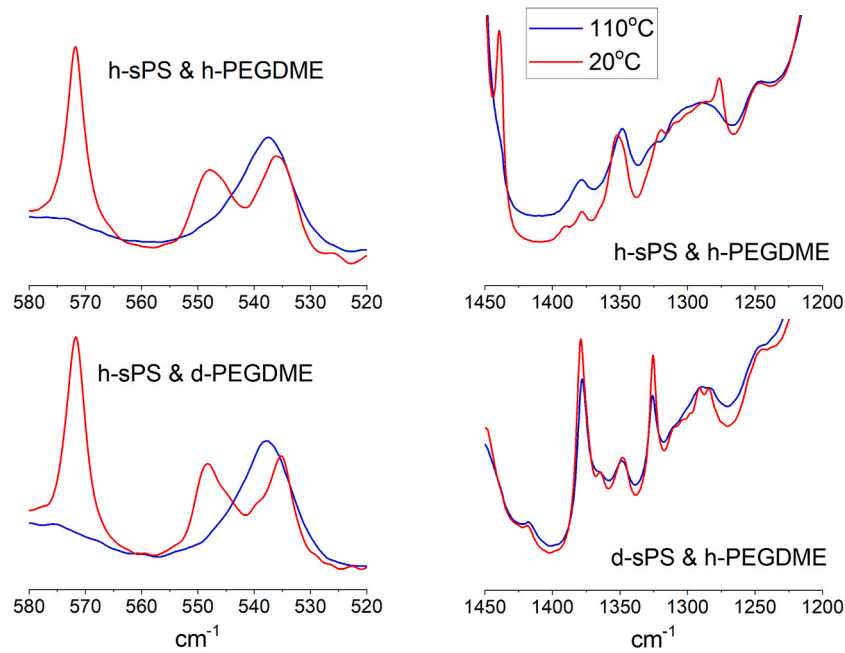 h-sPS & h-PEGDME
580 570 560 550 540 530 520
110°C
20°C
h-sPS & h-PEGDME
1450 1400 1350 1300 1250 1200
h-sPS & d-PEGDME
580 570 560 550 540 530 520
cm-1
d-sPS & h-PEGDME
1450 1400 1350 1300 1250 1200
cm-1